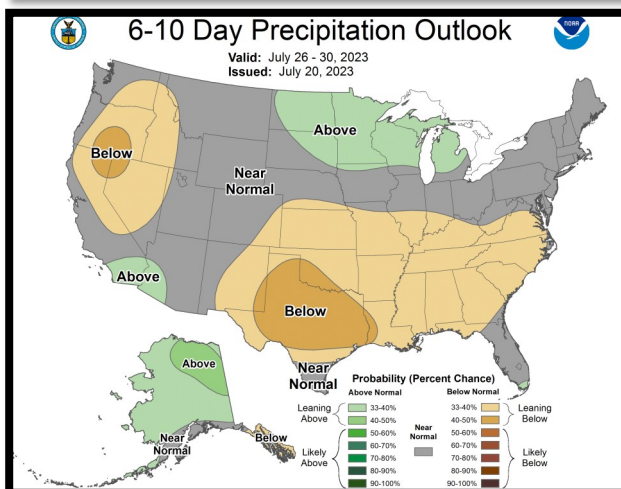 6-10 Day Precipitation Outlook
NOAA
Valid: July 26 - 30, 2023
Issued: July 20, 2023
Above
Below
Near
Normal
Above
Below
Above
Near
Normal
Near
Normal
Below
Probability (Percent Chance)
Above Normal
Below Normal
Leaning
Above
33-40%
40-50%
Likely
Above
50-60%
60-70%
70-80%
80-90%
90-100%
Near
Normal
33-40%
40-50%
Leaning
Below
50-60%
60-70%
70-80%
80-90%
90-100%
Likely
Below